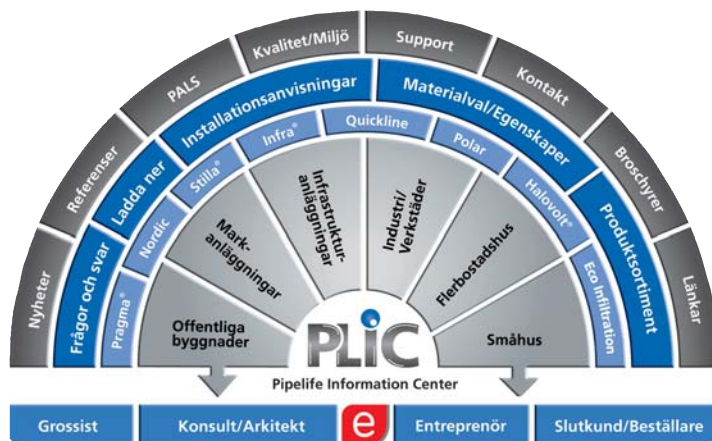 Nyheter
Referenser
PALS
Kvalitet/Miljö
Support
Kontakt
Broschyrer
Länkar
Frågor och svar
Ladda ner
Installationsanvisningar
Materialval/Egenskaper
Produktsortiment
Pragma®
Nordic
Stilla®
Infra®
Quickline
Polar
Halovolt®
Eco Infiltration
Offentliga
byggnader
Mark-
anläggningar
Infrastruktur-
anläggningar
Industri/
Verkstäder
Flerbostadshus
Småhus
PLiC
Pipelife Information Center
Grossist
Konsult/Arkitekt
e
Entreprenör
Slutkund/Beställare